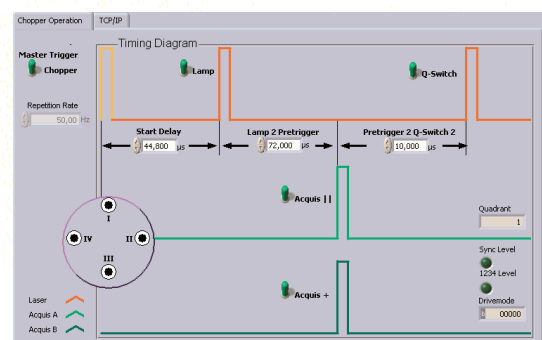 Chopper Operation TCP/IP
Timing Diagram
Master Trigger
Chopper
Lamp
Q-Switch
Repetition Rate
50,00 Hz
Start Delay
Lamp 2 Pretrigger
Pretrigger 2 Q-Switch 2
44,800 µs
72,000 µs
10,000 µs
Acquis ||
Quadrant
1
I
IV
II
III
Sync Level
1234 Level
Acquis +
Drivemode
00000
Laser
Acquis A
Acquis B